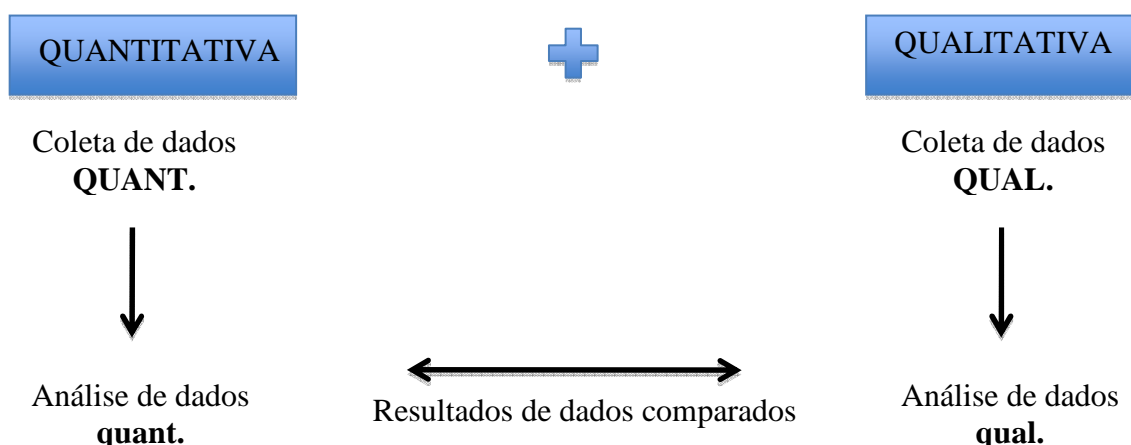 QUANTITATIVA
QUALITATIVA
Coleta de dados
QUANT.
Coleta de dados
QUAL.
Análise de dados
quant.
Resultados de dados comparados
Análise de dados
qual.